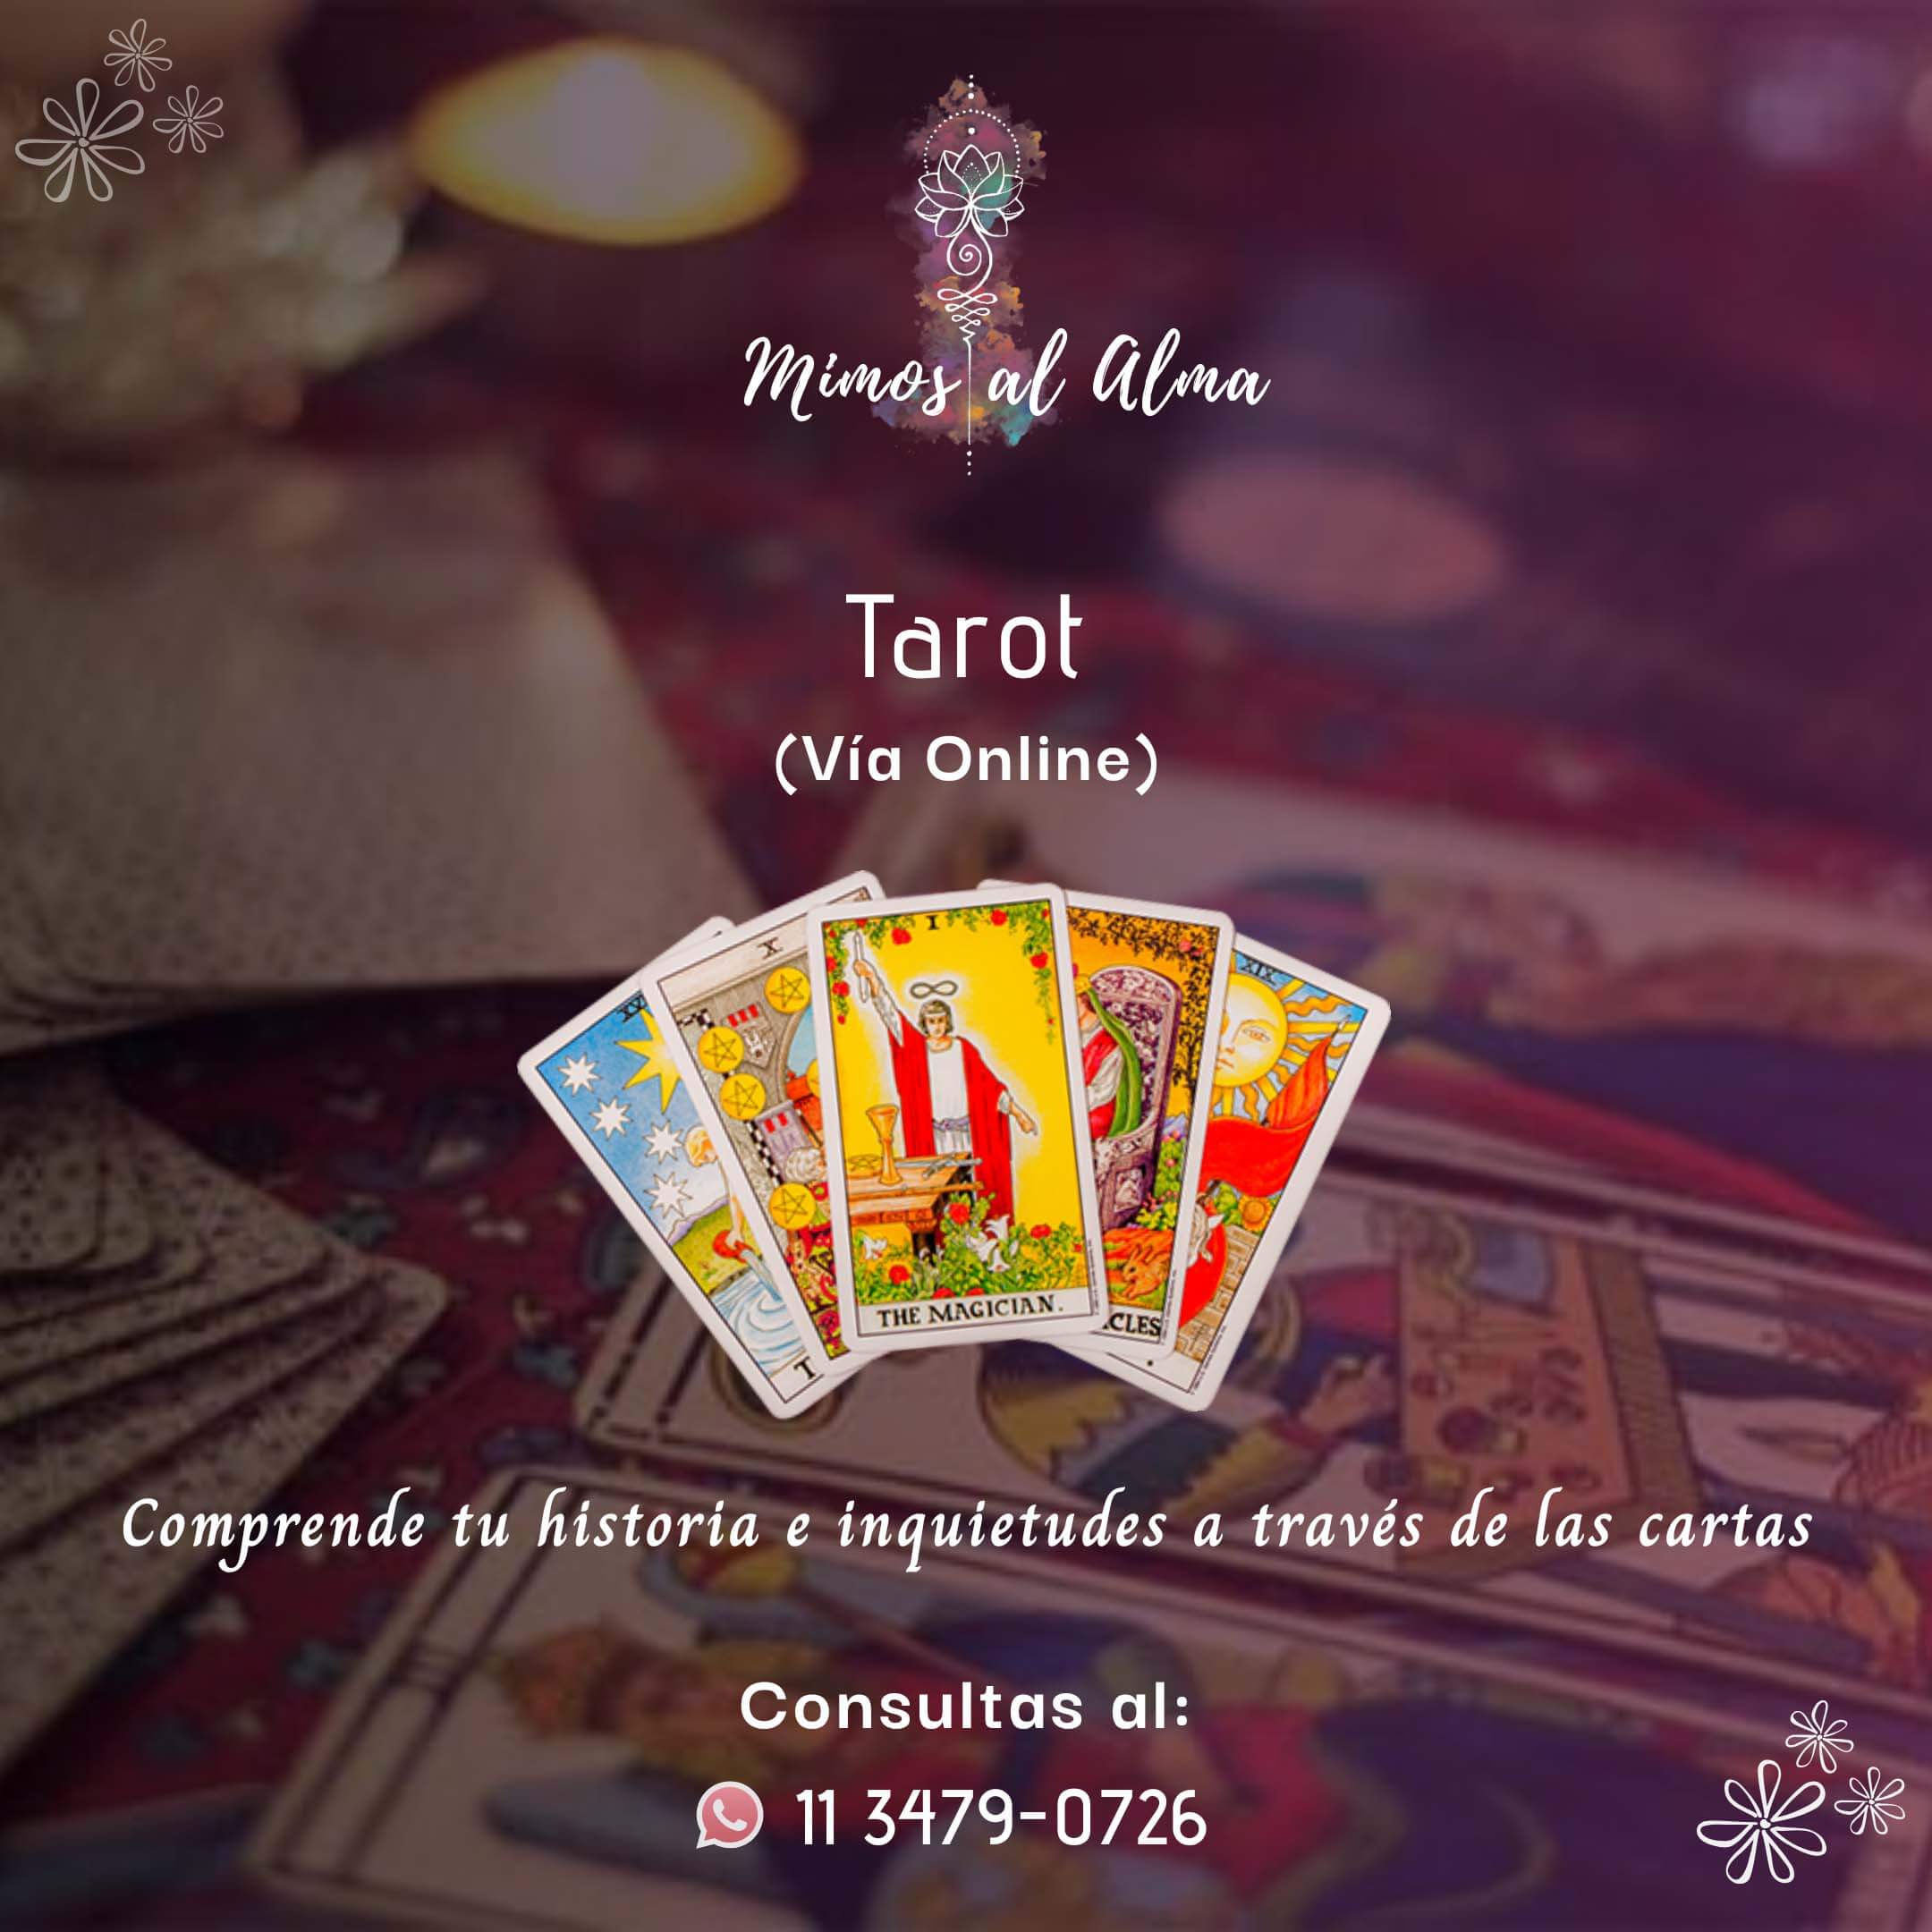 Mimos al Alma
Tarot
(Vía Online)
X
I
XIX
THE MAGICIAN.
Comprende tu historia e inquietudes a través de las cartas
Consultas al:
11 3479-0726